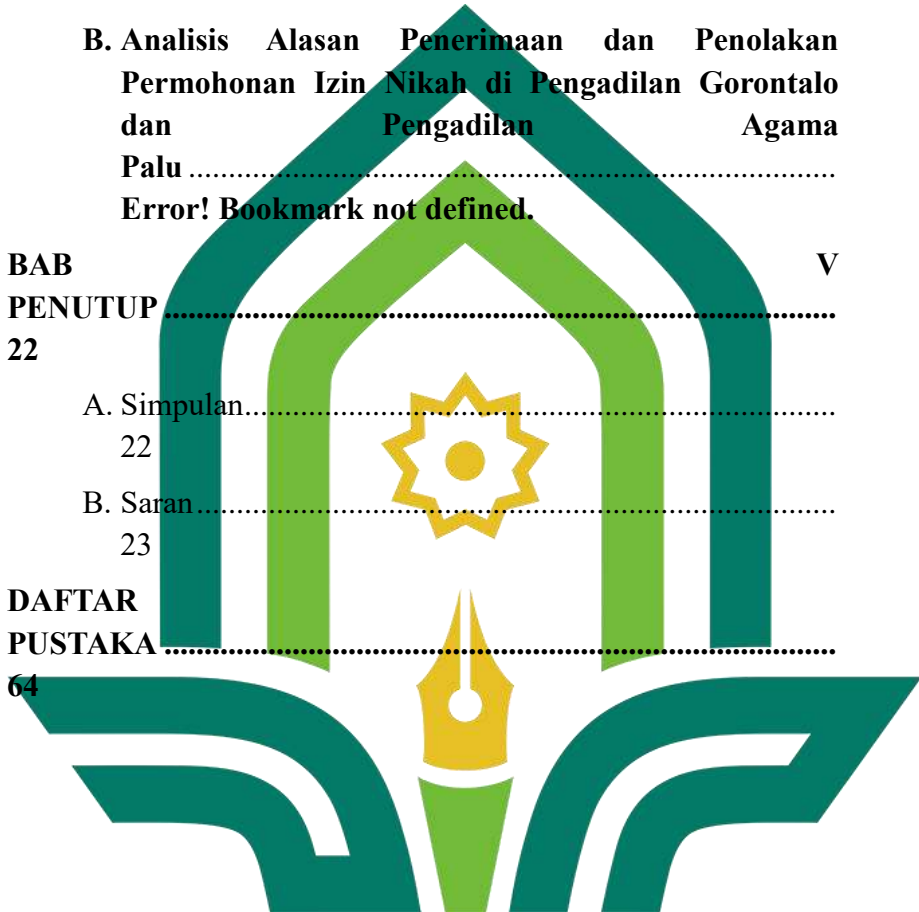 B. Analisis Alasan Penerimaan dan Penolakan
Permohonan Izin Nikah di Pengadilan Gorontalo
dan Pengadilan Agama
Palu ........................................................................
Error! Bookmark not defined.
BAB V
PENUTUP ........................................................................
22
A. Simpulan........................................................................
22
B. Saran ........................................................................
23
DAFTAR
PUSTAKA ........................................................................
64